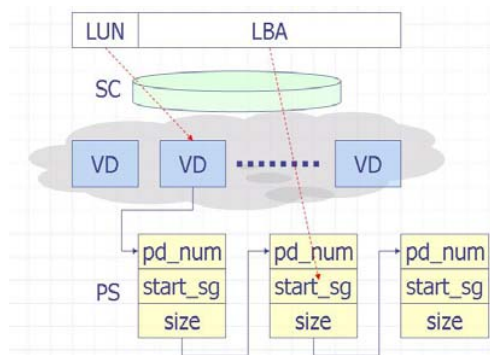 LUN LBA
SC
VD VD VD
pd_num pd_num pd_num
PS start_sg start_sg start_sg
size size size